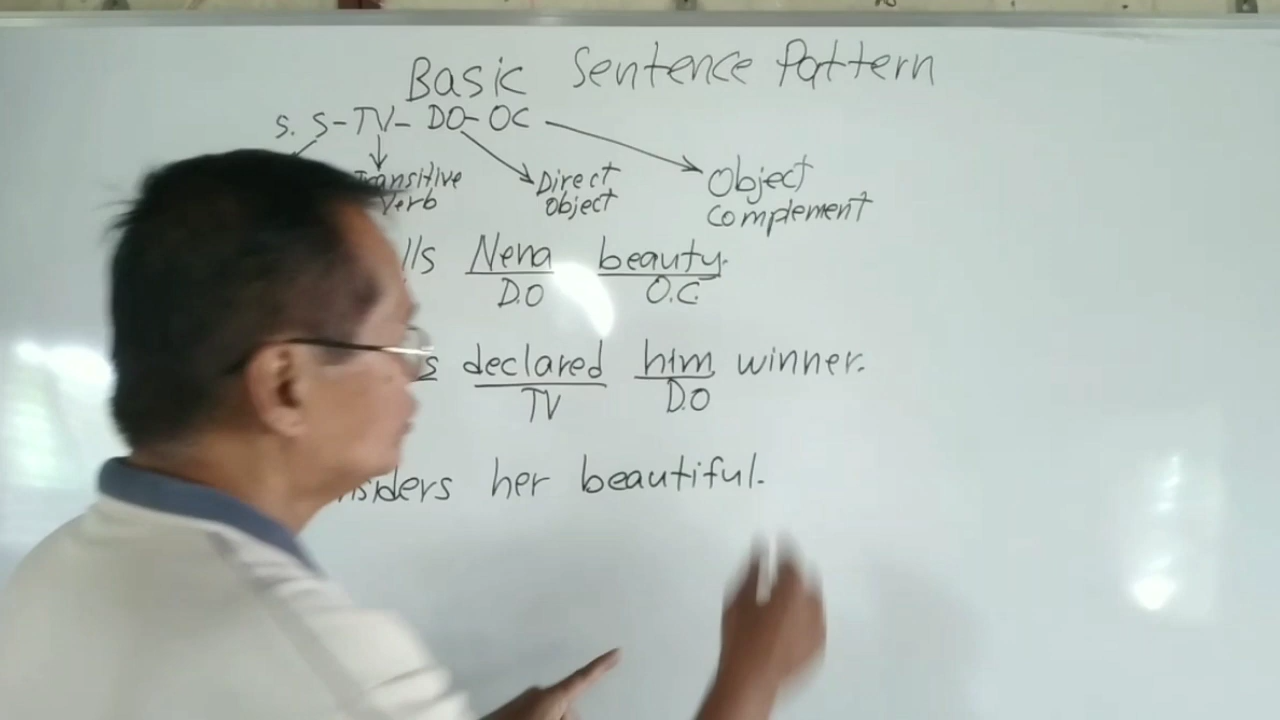 Basic Sentence Pattern
S. S-TV- DO- OC
Transitive Verb
Direct Object
Object Complement
lls Nena beauty.
D.O O.C.
s declared him winner.
TV D.O
nsiders her beautiful.